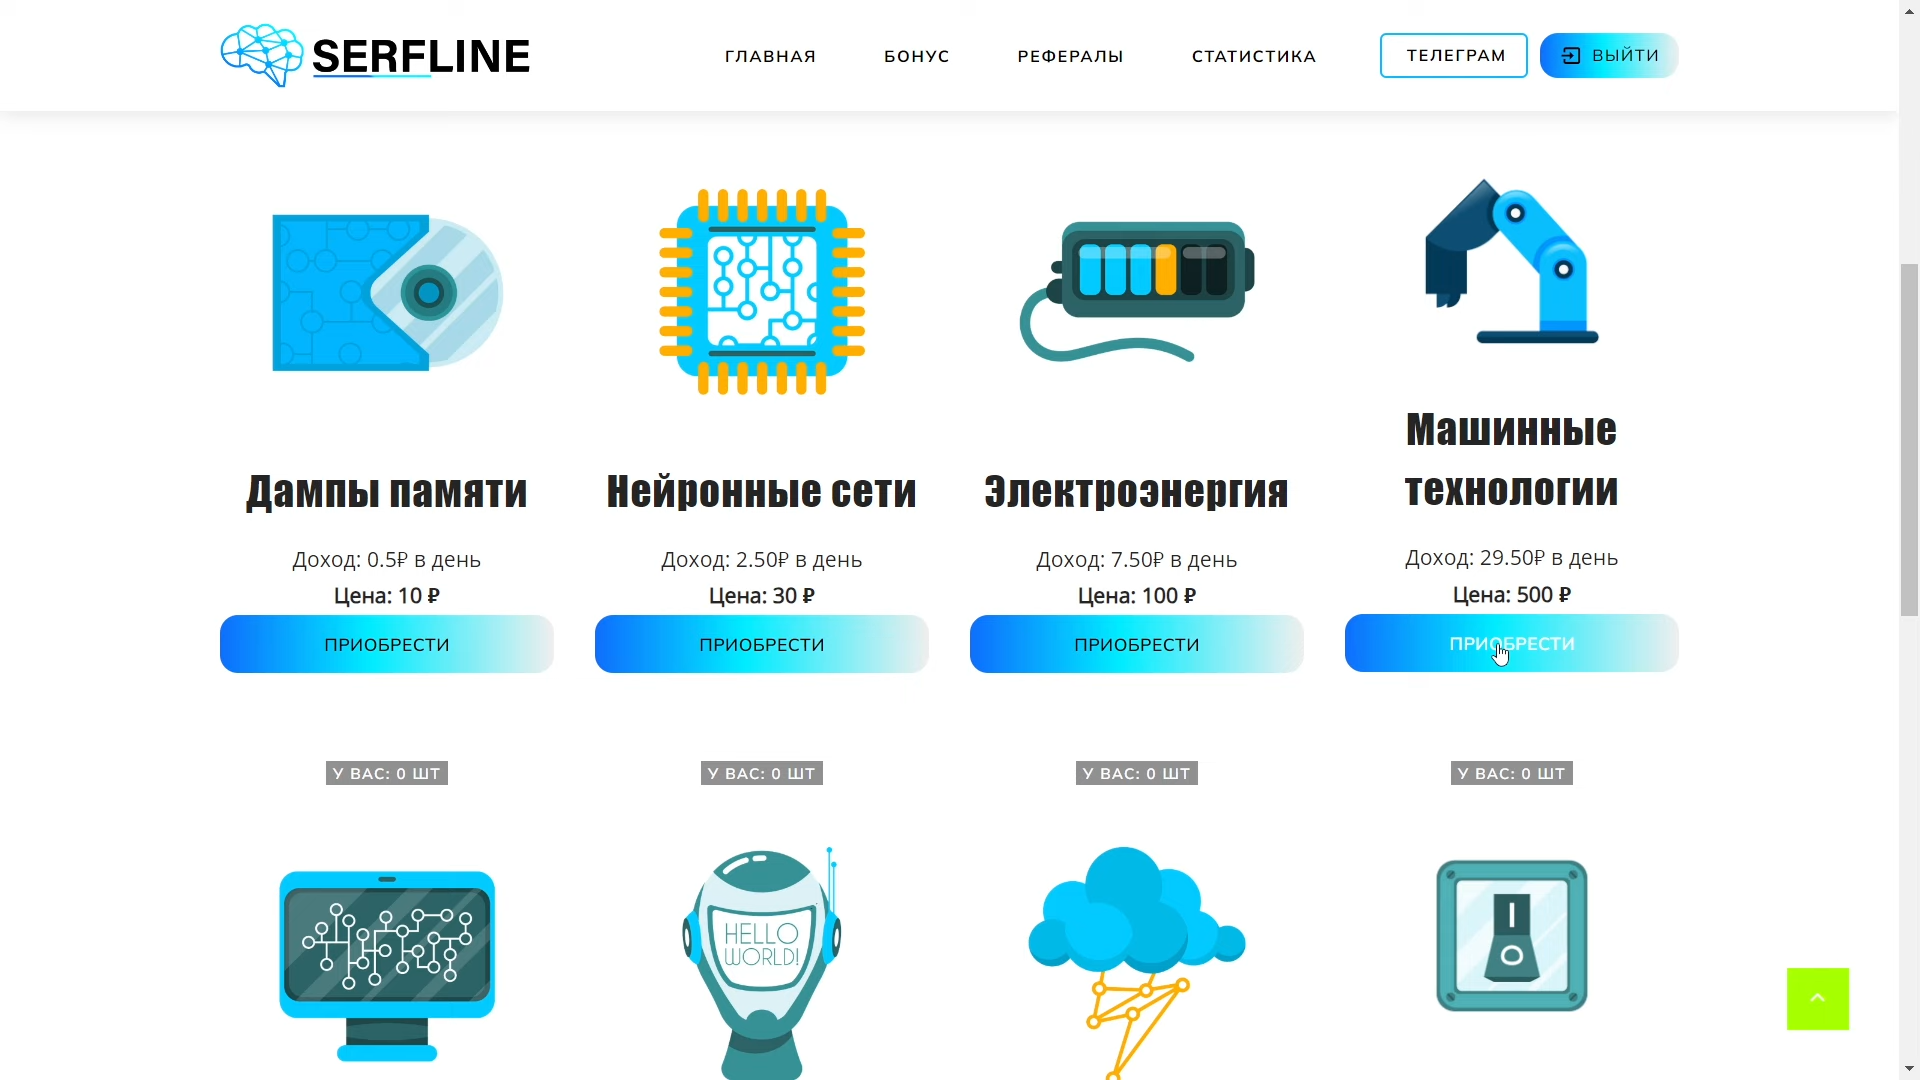 SERFLINE
ГЛАВНАЯ
БОНУС
РЕФЕРАЛЫ
СТАТИСТИКА
ТЕЛЕГРАМ
ВЫЙТИ
Дампы памяти
Доход: 0.5₽ в день
Цена: 10 ₽
ПРИОБРЕСТИ
Нейронные сети
Доход: 2.50₽ в день
Цена: 30 ₽
ПРИОБРЕСТИ
Электроэнергия
Доход: 7.50₽ в день
Цена: 100 ₽
ПРИОБРЕСТИ
Машинные
технологии
Доход: 29.50₽ в день
Цена: 500 ₽
ПРИОБРЕСТИ
У ВАС: 0 ШТ
У ВАС: 0 ШТ
У ВАС: 0 ШТ
У ВАС: 0 ШТ
HELLO
WORLD!